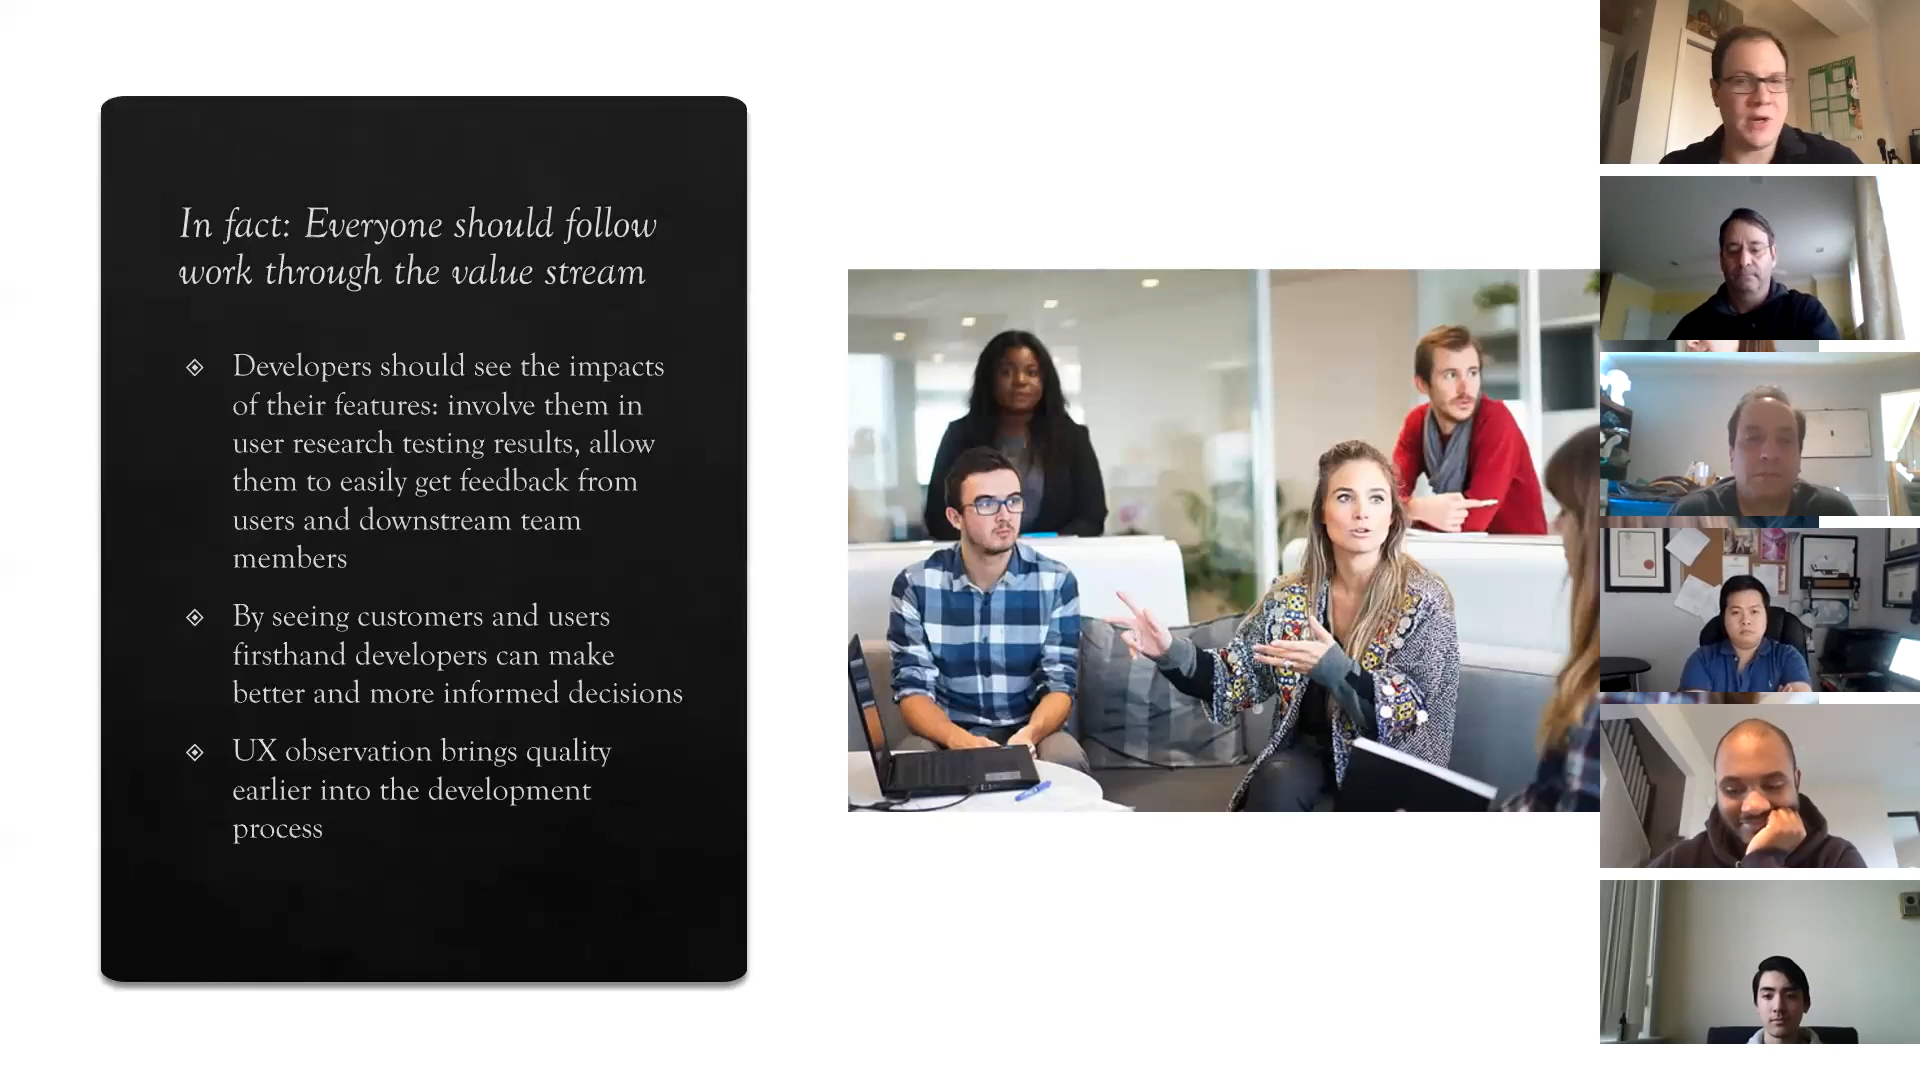 In fact: Everyone should follow
work through the value stream
Developers should see the impacts
of their features: involve them in
user research testing results, allow
them to easily get feedback from
users and downstream team
members
By seeing customers and users
firsthand developers can make
better and more informed decisions
UX observation brings quality
earlier into the development
process